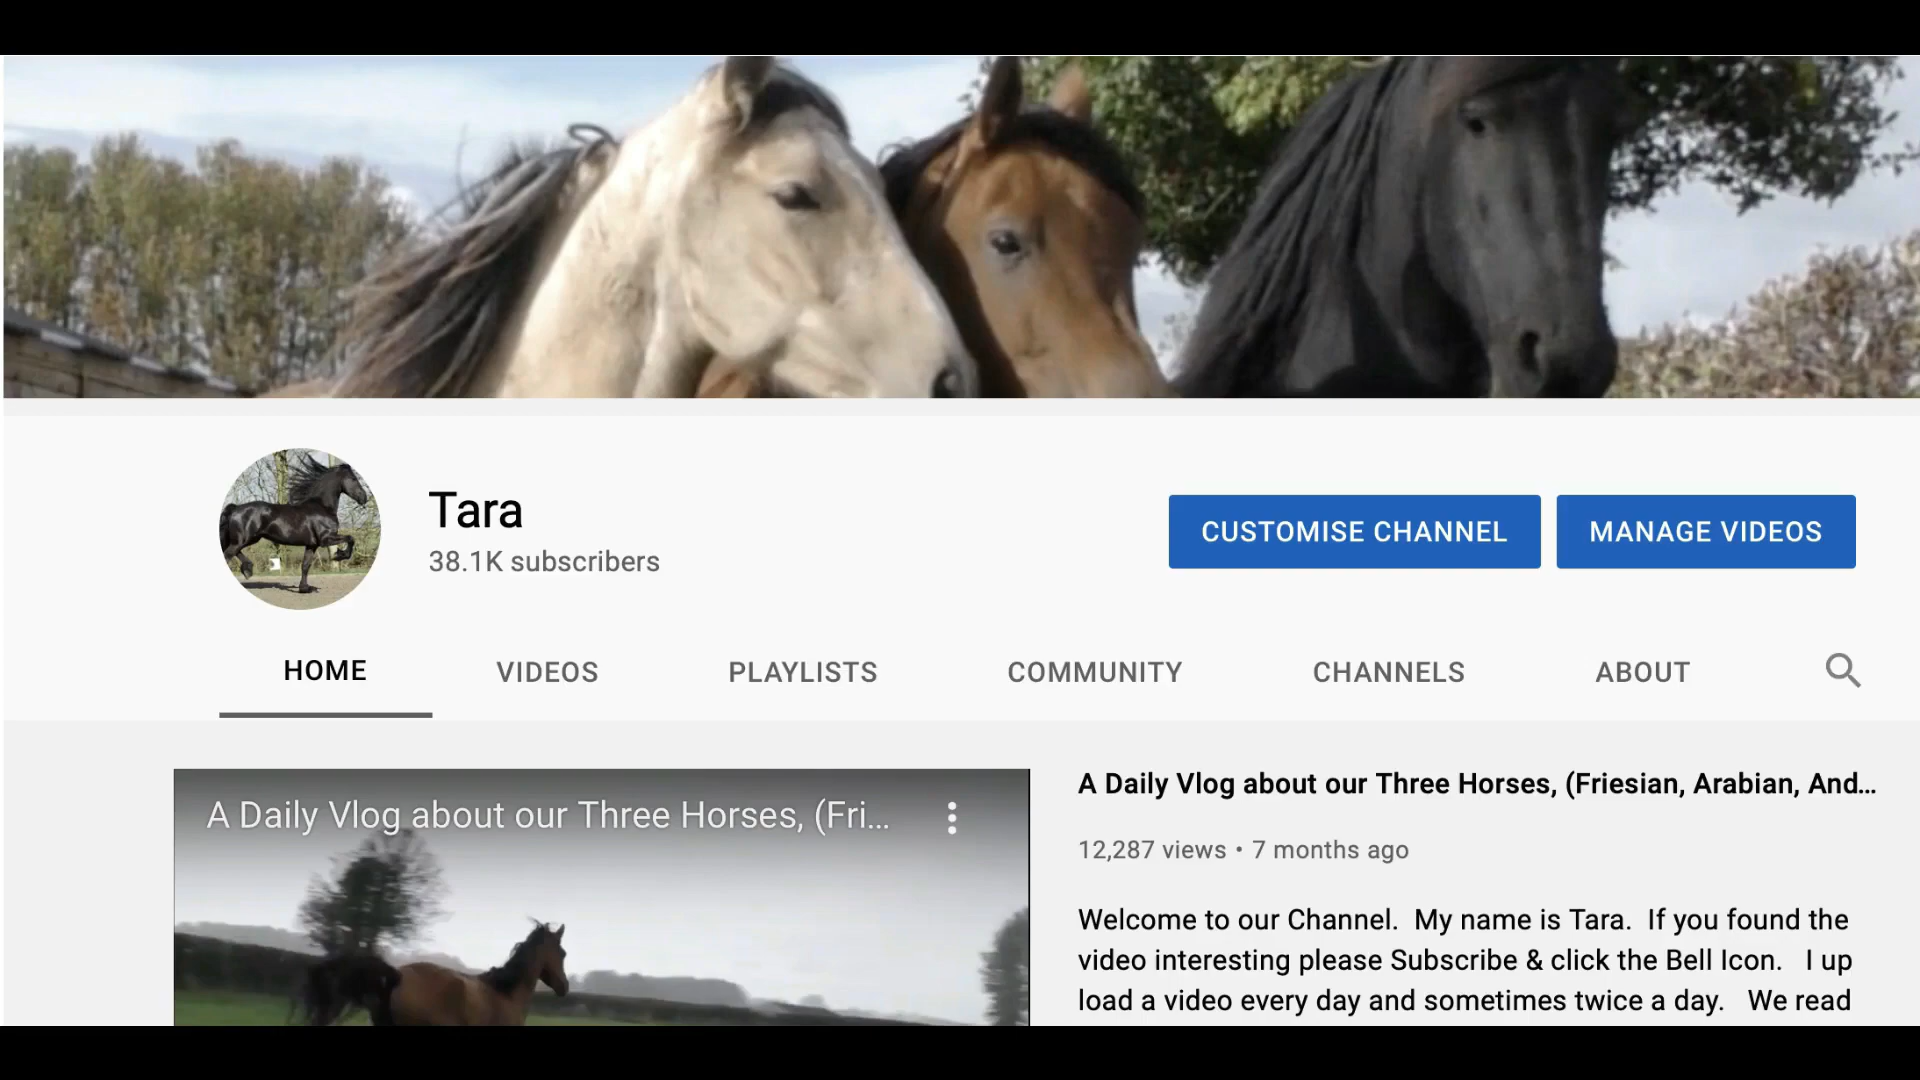 Tara
38.1K subscribers
CUSTOMISE CHANNEL
MANAGE VIDEOS
HOME
VIDEOS
PLAYLISTS
COMMUNITY
CHANNELS
ABOUT
A Daily Vlog about our Three Horses, (Fri...
A Daily Vlog about our Three Horses, (Friesian, Arabian, And...
12,287 views • 7 months ago
Welcome to our Channel.  My name is Tara.  If you found the
video interesting please Subscribe & click the Bell Icon.   I up
load a video every day and sometimes twice a day.   We read